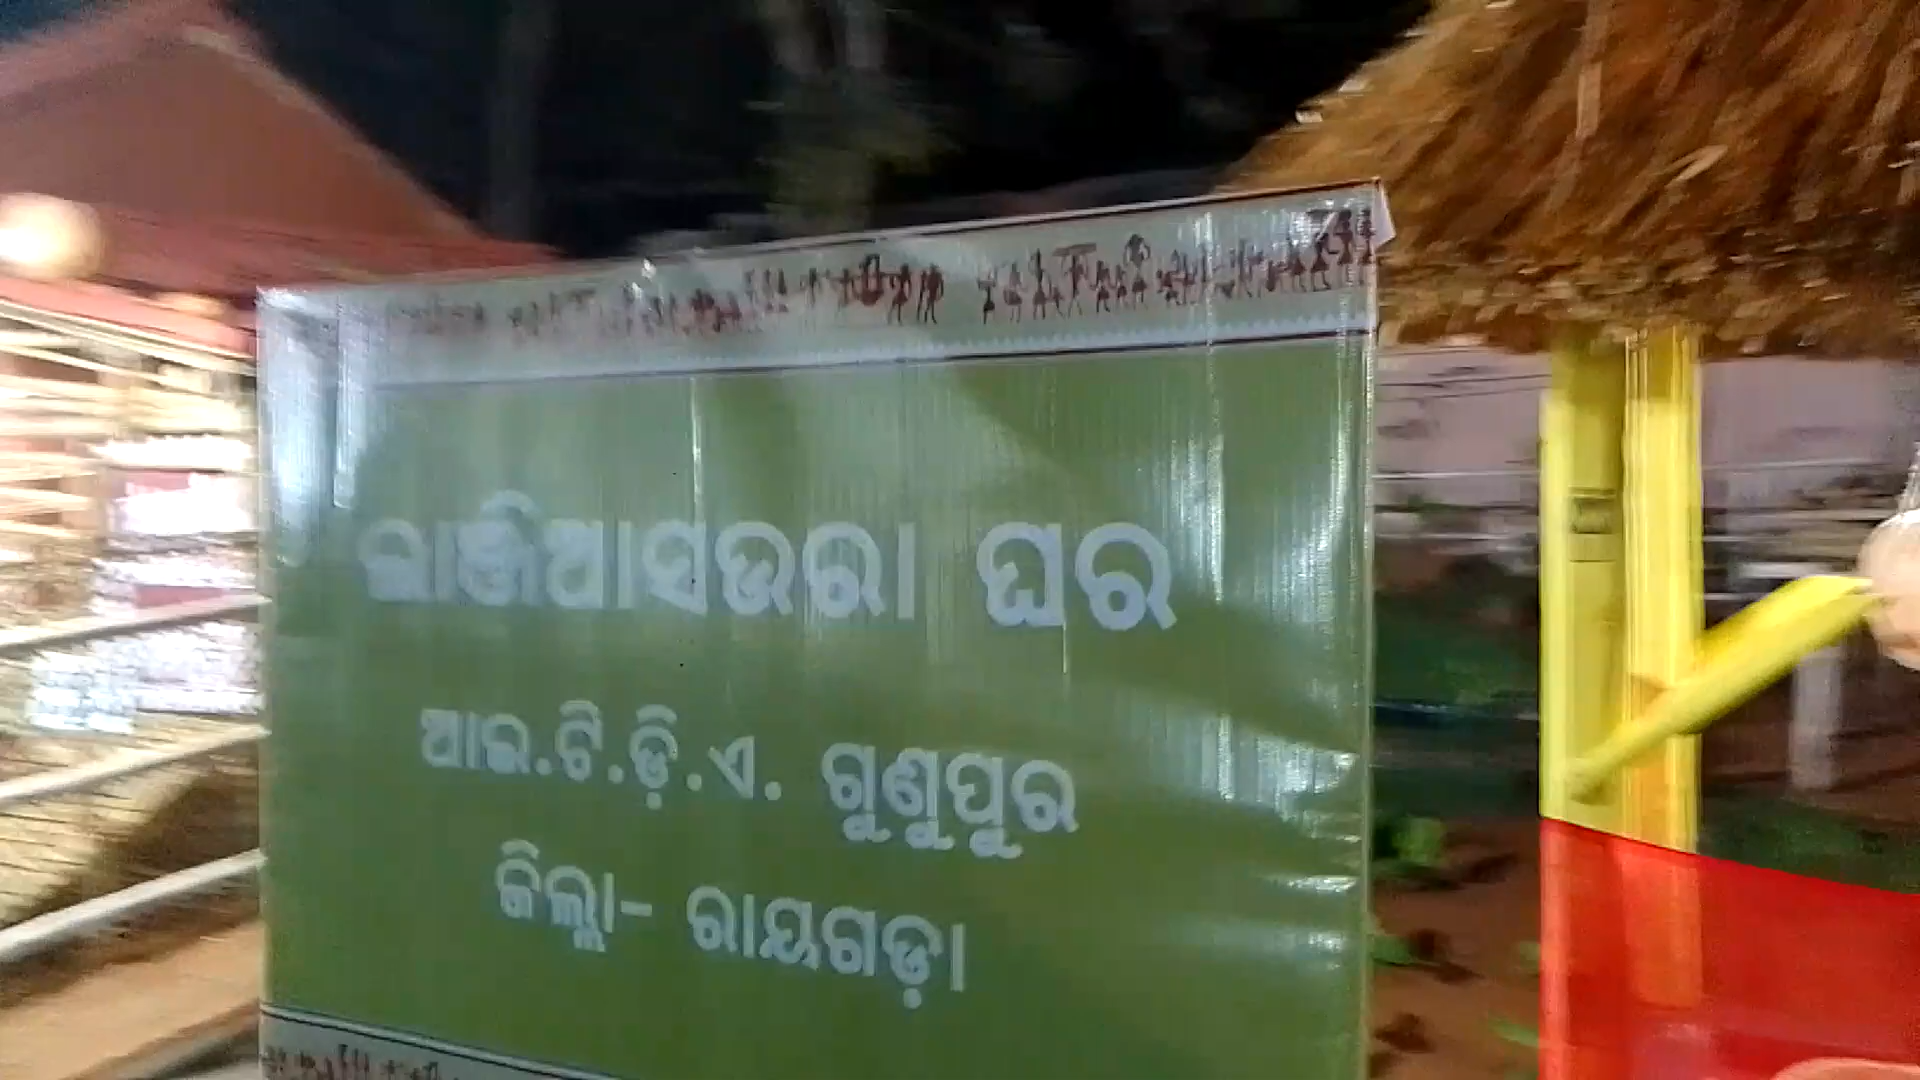 ଲାଞ୍ଜିଆସଉରା ଘର
ଆଇ.ଟି.ଡ଼ି.ଏ. ଗୁଣୁପୁର
ଜିଲ୍ଲା- ରାୟଗଡ଼ା